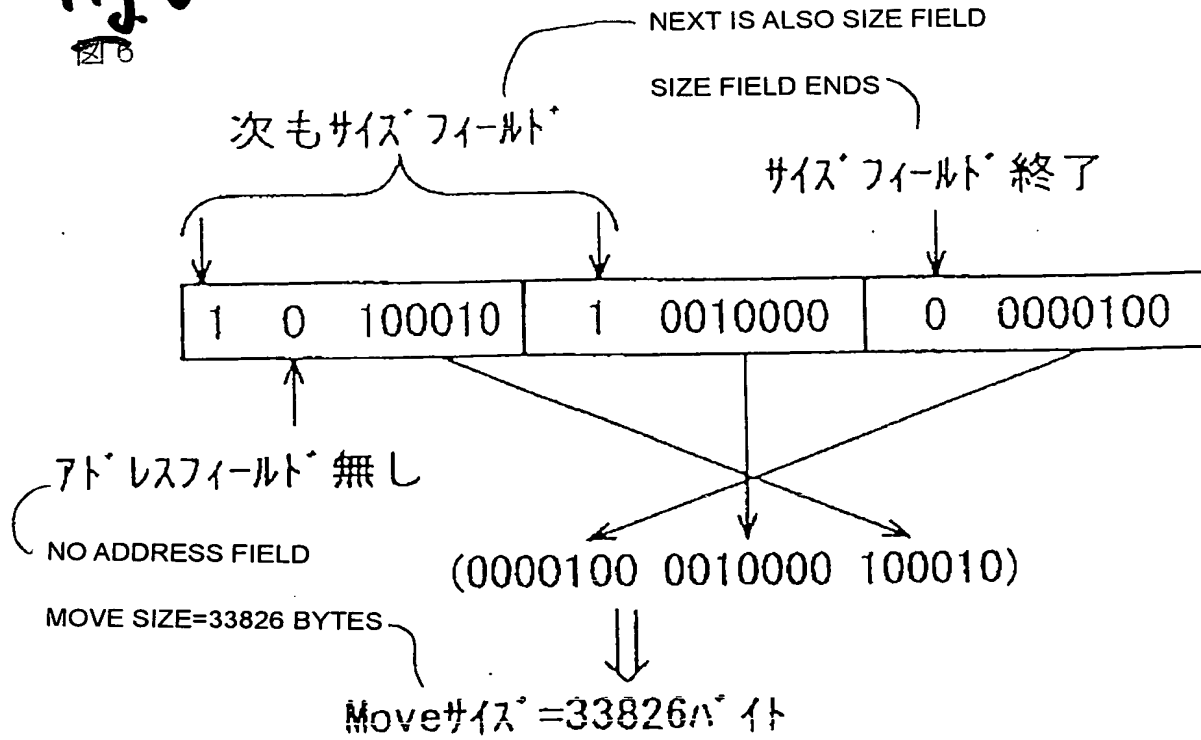 Fig 6
図6
NEXT IS ALSO SIZE FIELD
SIZE FIELD ENDS
次もサイズフィールド
サイズフィールド終了
1 0 100010 1 0010000 0 0000100
アドレスフィールド無し
NO ADDRESS FIELD
(0000100 0010000 100010)
MOVE SIZE=33826 BYTES
Moveサイズ=33826バイト